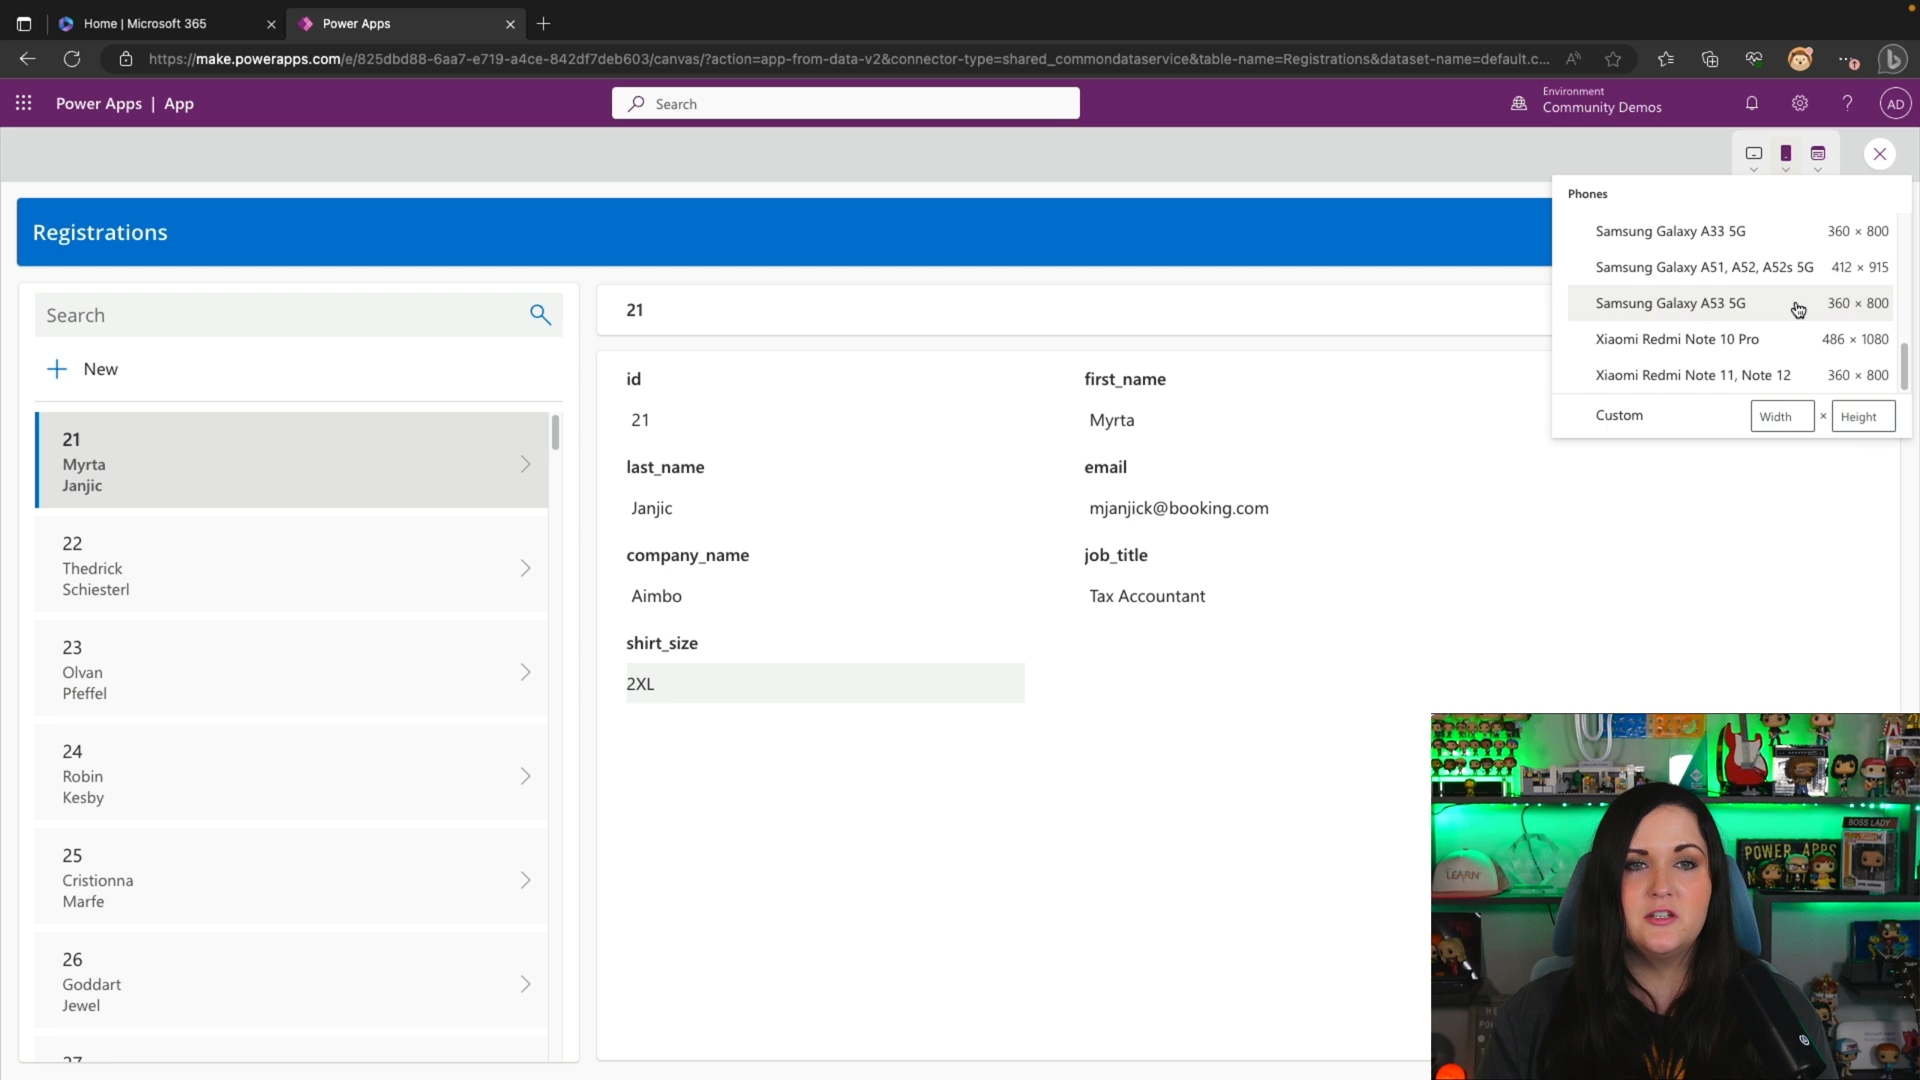 Home | Microsoft 365
Power Apps
https://make.powerapps.com/e/825dbd88-6aa7-e719-a4ce-842df7deb603/canvas/?action=app-from-data-v2&connector-type=shared_commondataservice&table-name=Registrations&dataset-name=default.c...
Power Apps | App
Search
Environment
Community Demos
AD
Registrations
Search
New
21
Myrta
Janjic
22
Thedrick
Schiesterl
23
Olvan
Pfeffel
24
Robin
Kesby
25
Cristionna
Marfe
26
Goddart
Jewel
27
21
id
21
first_name
Myrta
last_name
Janjic
email
mjanjick@booking.com
company_name
Aimbo
job_title
Tax Accountant
shirt_size
2XL
Phones
Samsung Galaxy A33 5G 360 × 800
Samsung Galaxy A51, A52, A52s 5G 412 × 915
Samsung Galaxy A53 5G 360 × 800
Xiaomi Redmi Note 10 Pro 486 × 1080
Xiaomi Redmi Note 11, Note 12 360 × 800
Custom Width × Height
BOSS LADY
POWER APPS
LEARN